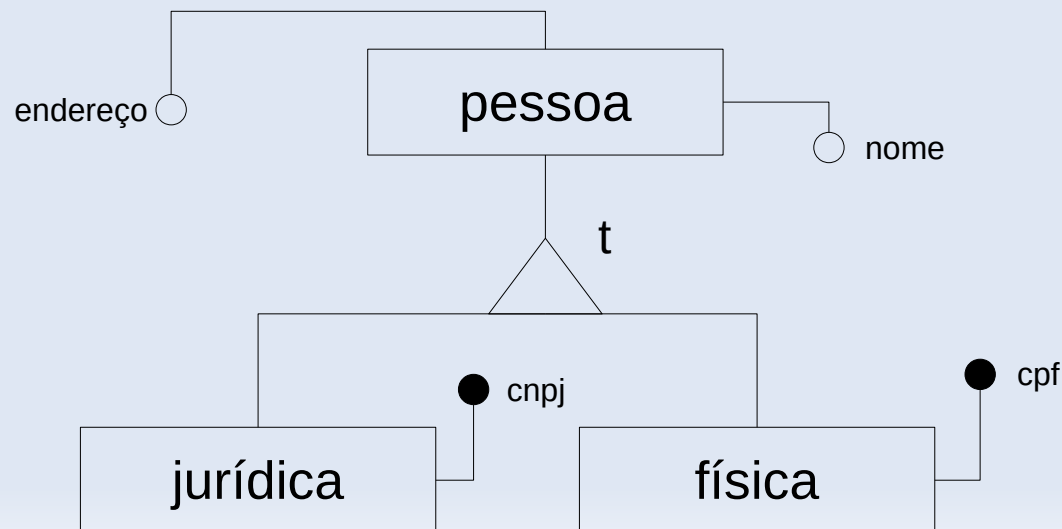 pessoa
endereço
nome
t
cnpj
cpf
jurídica
física